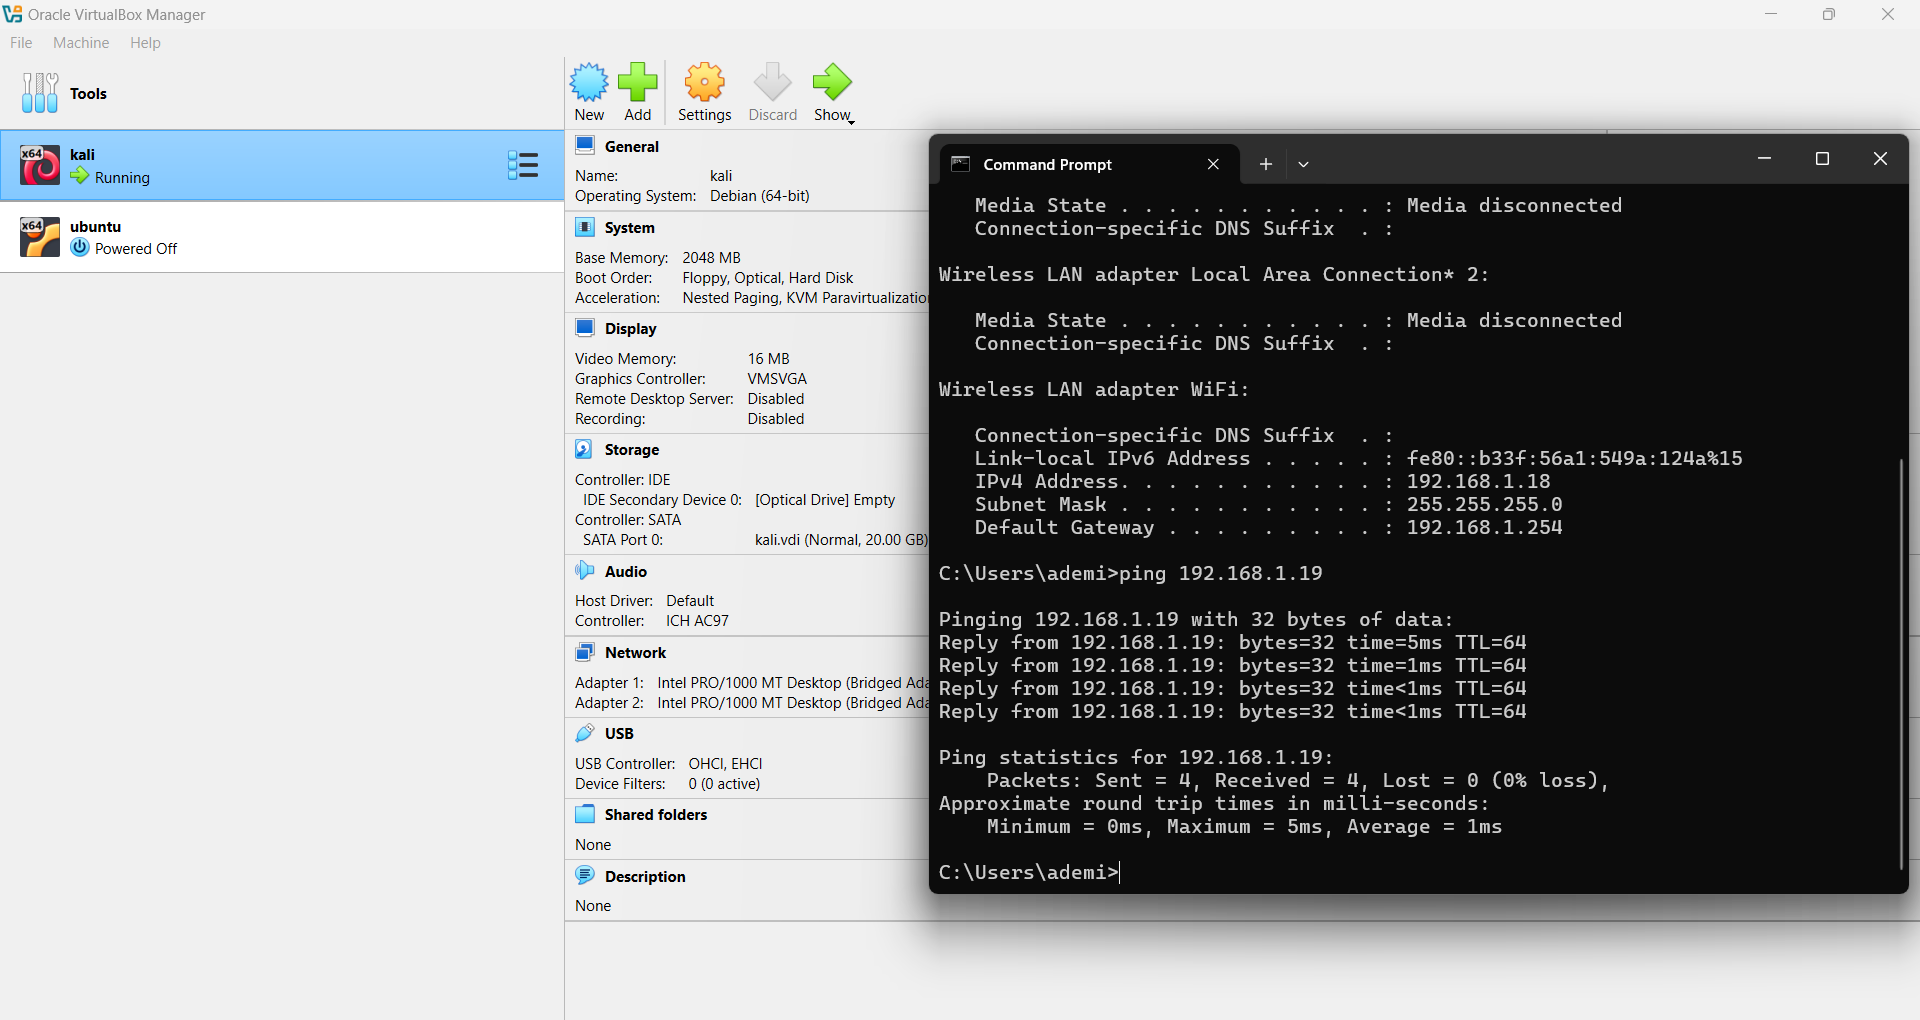 Oracle VirtualBox Manager
File Machine Help
Tools
x64 kali
Running
x64 ubuntu
Powered Off
New Add Settings Discard Show
General
Name: kali
Operating System: Debian (64-bit)
System
Base Memory: 2048 MB
Boot Order: Floppy, Optical, Hard Disk
Acceleration: Nested Paging, KVM Paravirtualizatio
Display
Video Memory: 16 MB
Graphics Controller: VMSVGA
Remote Desktop Server: Disabled
Recording: Disabled
Storage
Controller: IDE
IDE Secondary Device 0: [Optical Drive] Empty
Controller: SATA
SATA Port 0: kali.vdi (Normal, 20.00 GB)
Audio
Host Driver: Default
Controller: ICH AC97
Network
Adapter 1: Intel PRO/1000 MT Desktop (Bridged Ada
Adapter 2: Intel PRO/1000 MT Desktop (Bridged Ada
USB
USB Controller: OHCI, EHCI
Device Filters: 0 (0 active)
Shared folders
None
Description
None
Command Prompt
Media State . . . . . . . . . . . : Media disconnected
Connection-specific DNS Suffix . :
Wireless LAN adapter Local Area Connection* 2:
Media State . . . . . . . . . . . : Media disconnected
Connection-specific DNS Suffix . :
Wireless LAN adapter WiFi:
Connection-specific DNS Suffix . :
Link-local IPv6 Address . . . . . : fe80::b33f:56a1:549a:124a%15
IPv4 Address. . . . . . . . . . . : 192.168.1.18
Subnet Mask . . . . . . . . . . . : 255.255.255.0
Default Gateway . . . . . . . . . : 192.168.1.254
C:\Users\ademi>ping 192.168.1.19
Pinging 192.168.1.19 with 32 bytes of data:
Reply from 192.168.1.19: bytes=32 time=5ms TTL=64
Reply from 192.168.1.19: bytes=32 time=1ms TTL=64
Reply from 192.168.1.19: bytes=32 time<1ms TTL=64
Reply from 192.168.1.19: bytes=32 time<1ms TTL=64
Ping statistics for 192.168.1.19:
Packets: Sent = 4, Received = 4, Lost = 0 (0% loss),
Approximate round trip times in milli-seconds:
Minimum = 0ms, Maximum = 5ms, Average = 1ms
C:\Users\ademi>